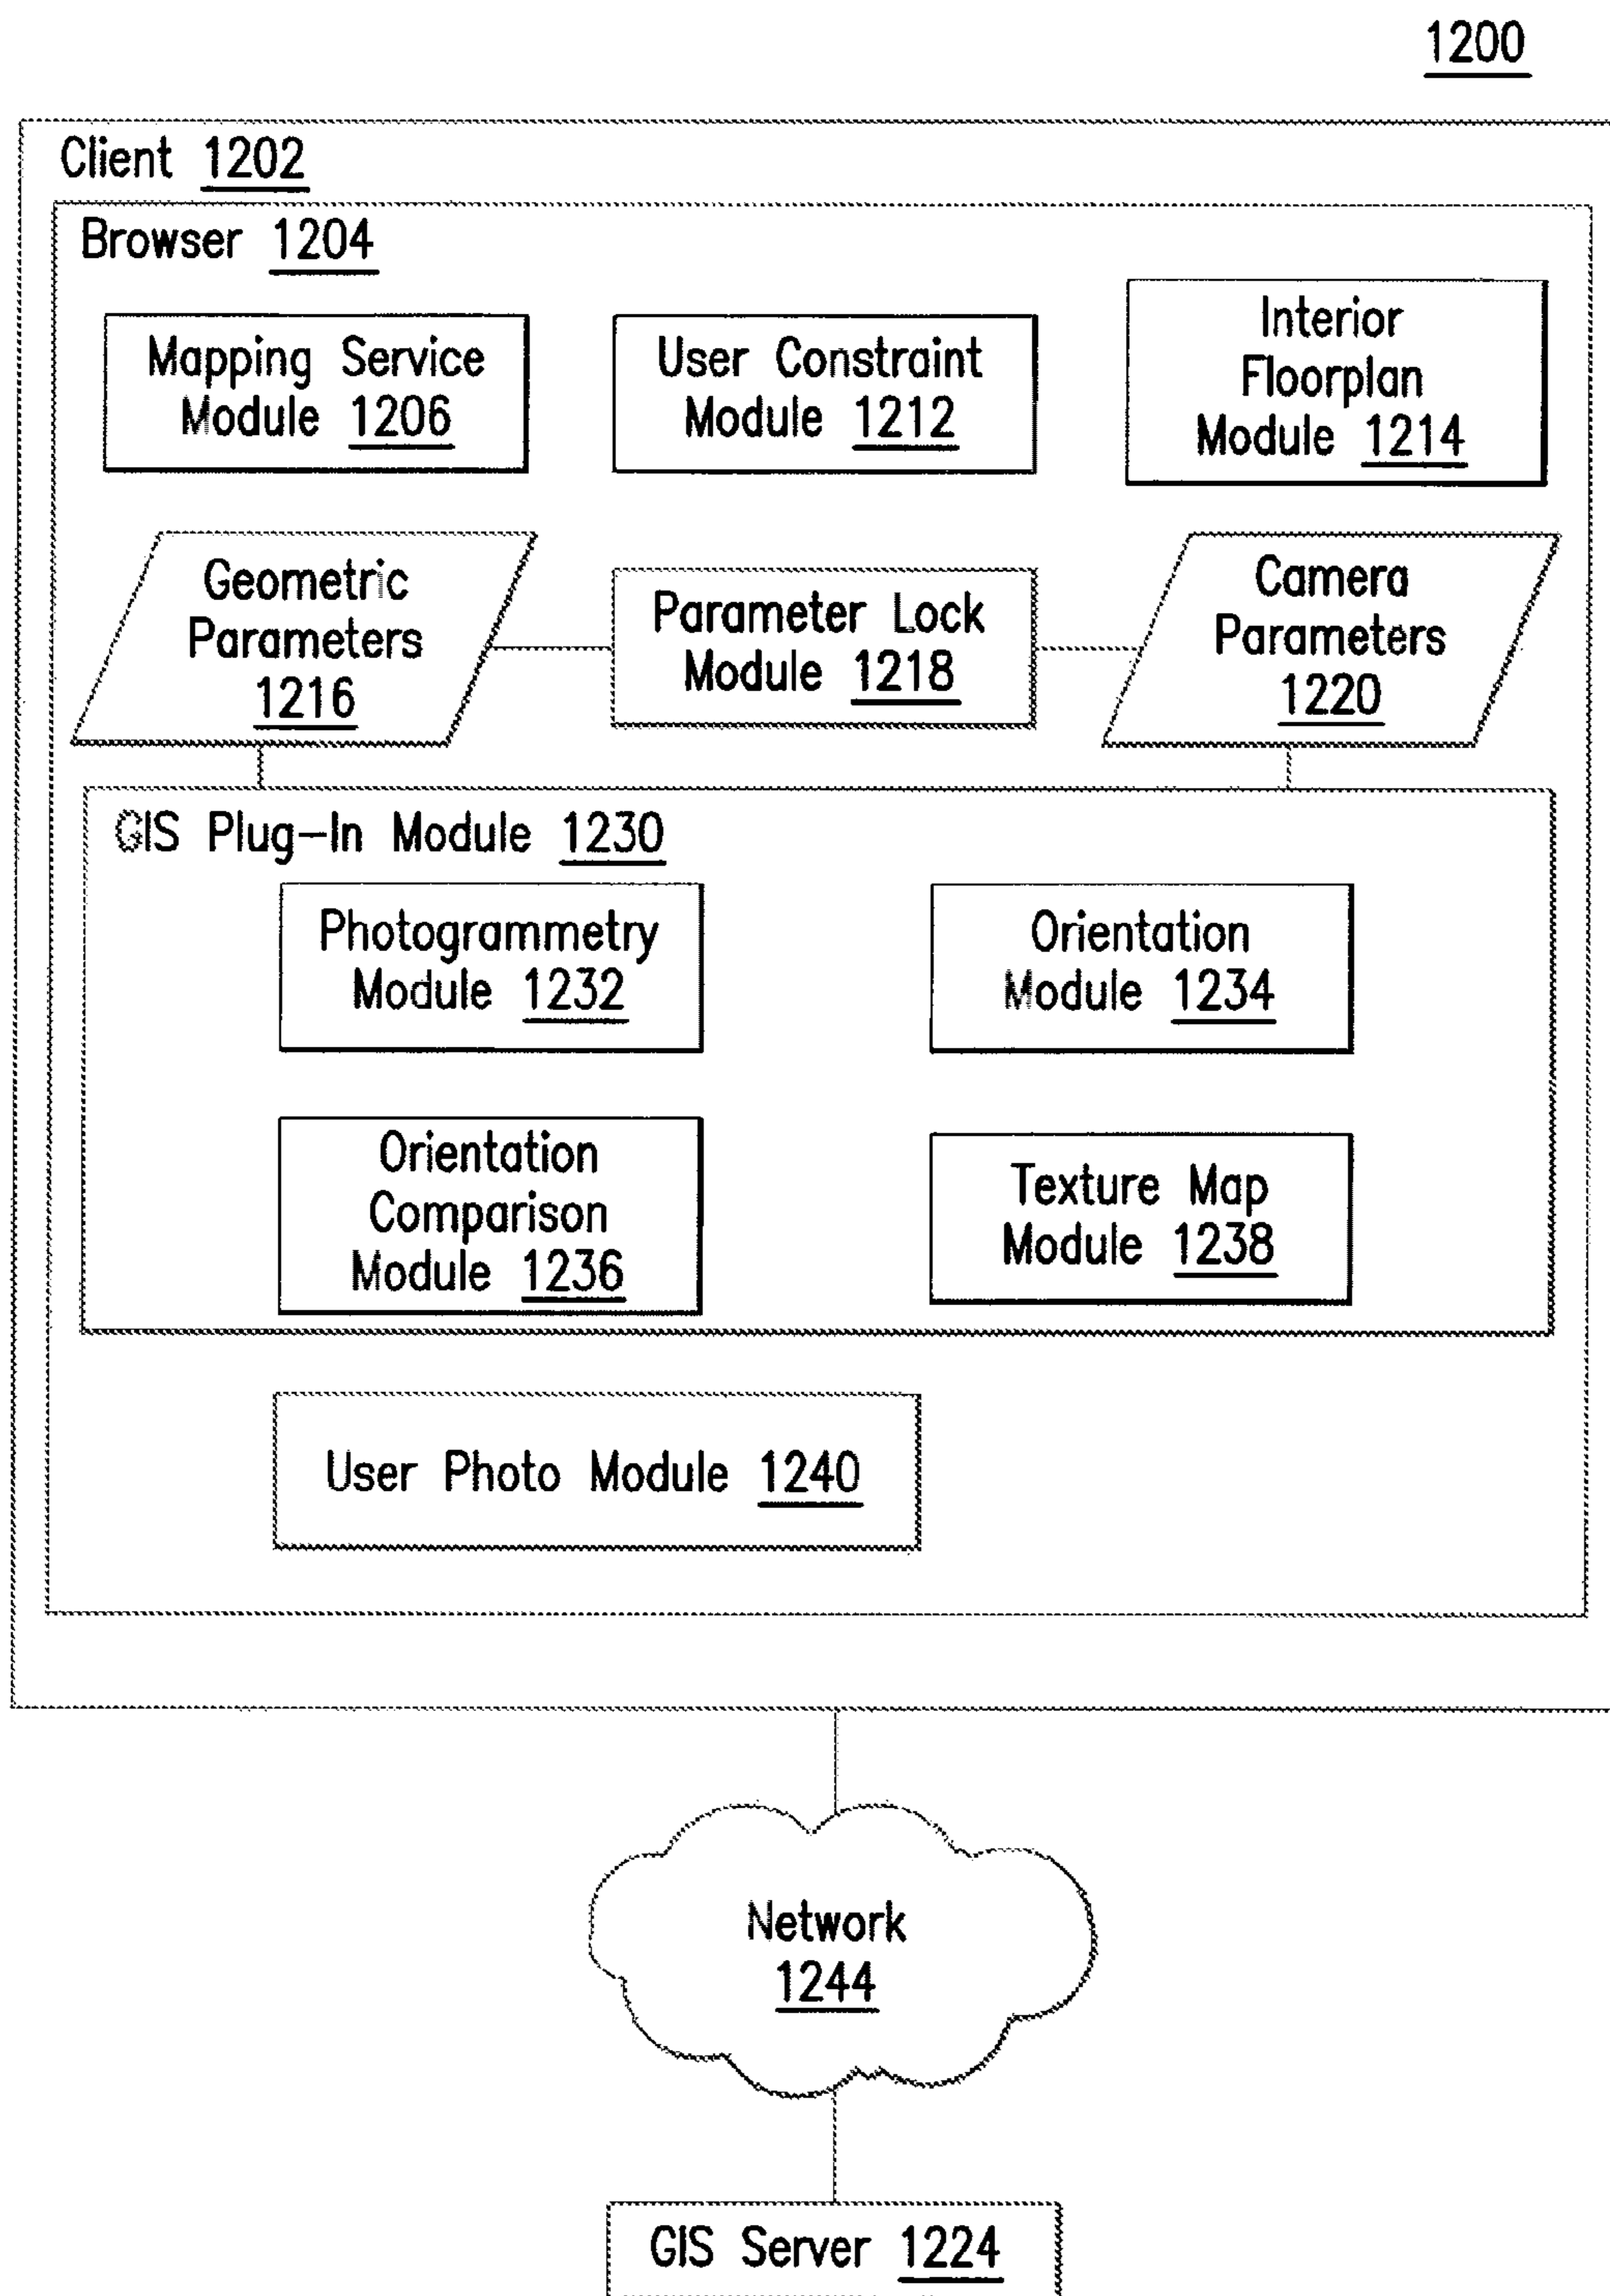 1200
Client 1202
Browser 1204
Mapping Service
Module 1206
User Constraint
Module 1212
Interior
Floorplan
Module 1214
Geometric
Parameters
1216
Parameter Lock
Module 1218
Camera
Parameters
1220
GIS Plug-In Module 1230
Photogrammetry
Module 1232
Orientation
Module 1234
Orientation
Comparison
Module 1236
Texture Map
Module 1238
User Photo Module 1240
Network
1244
GIS Server 1224